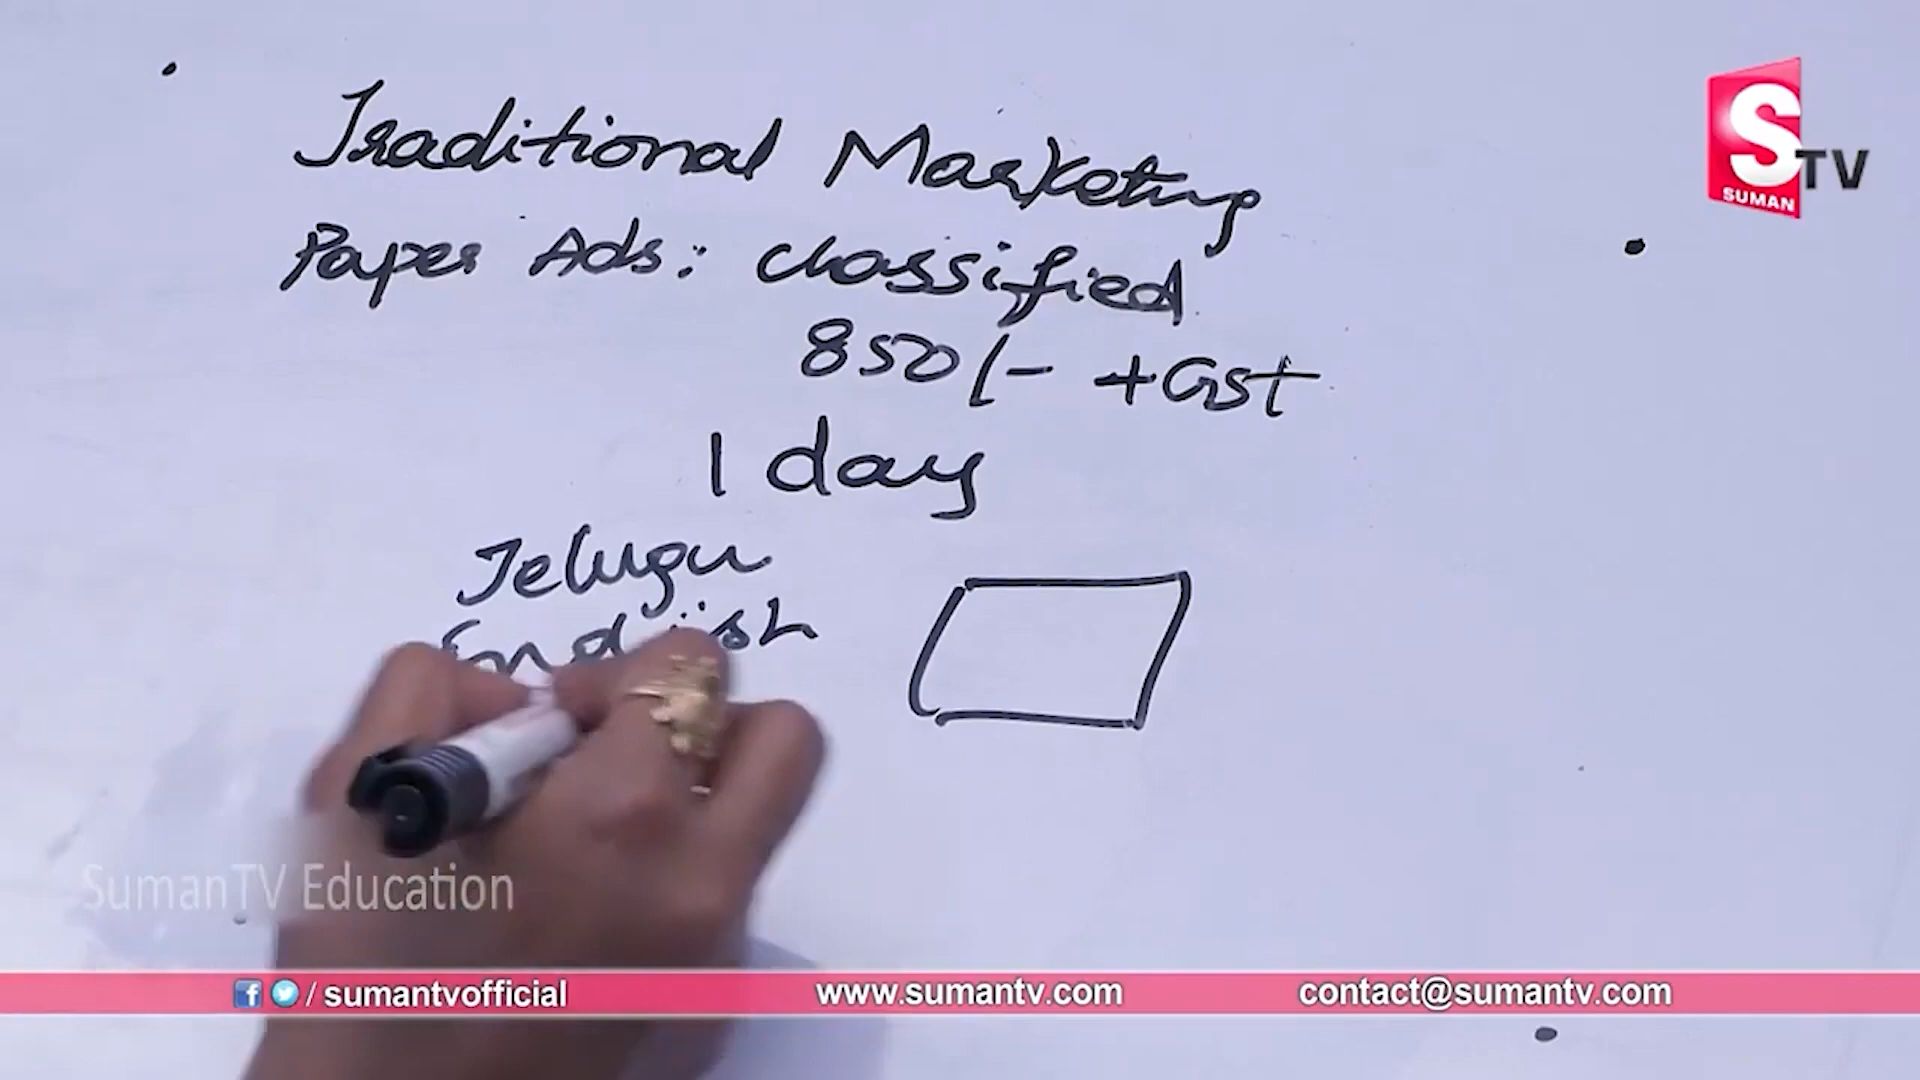 Traditional Marketing
Paper Ads: classified
850/- +GST
1 day
Telugu
English
S TV
SUMAN
SumanTV Education
/ sumantvofficial
www.sumantv.com
contact@sumantv.com